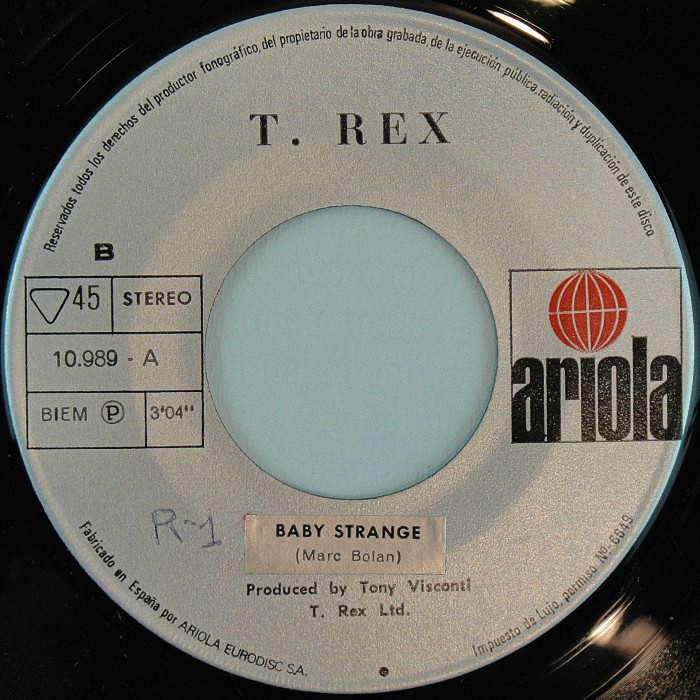 Reservados todos los derechos del productor fonográfico, del propietario de la obra grabada, de la ejecución pública, radiación y duplicación de este disco
T. REX
B
45 STEREO
10.989 - A
BIEM Ⓟ 3'04"
ariola
R-1
BABY STRANGE
(Marc Bolan)
Produced by Tony Visconti
T. Rex Ltd.
Fabricado en España por ARIOLA EURODISC S.A.
Impuesto de Lujo, permiso Nº-6649